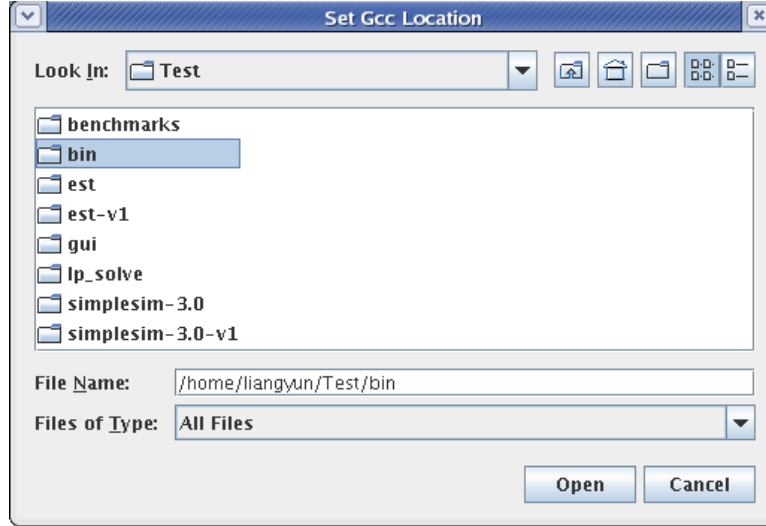 Set Gcc Location
Look In: Test
benchmarks
bin
est
est-v1
gui
lp_solve
simplesim-3.0
simplesim-3.0-v1
File Name: /home/liangyun/Test/bin
Files of Type: All Files
Open Cancel